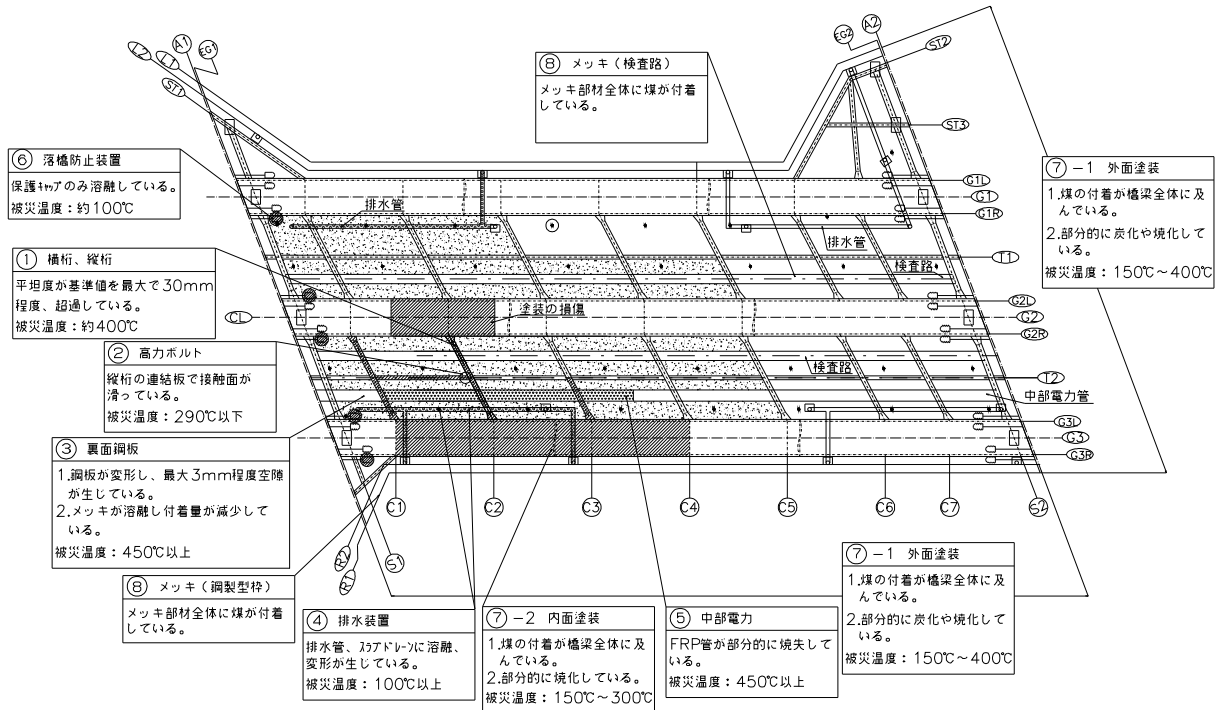 A1
EG1
L2
L1
ST1
EG2
A2
ST2
ST3
⑧ メッキ(検査路)
メッキ部材全体に煤が付着
している。
⑥ 落橋防止装置
保護キャップのみ溶融している。
被災温度:約100℃
⑦-1 外面塗装
1.煤の付着が橋梁全体に及
んでいる。
2.部分的に炭化や焼化して
いる。
被災温度:150℃~400℃
G1L
G1
G1R
排水管
排水管
① 横桁、縦桁
平坦度が基準値を最大で30mm
程度、超過している。
被災温度:約400℃
T1
検査路
CL
塗装の損傷
G2L
G2
G2R
② 高力ボルト
縦桁の連結板で接触面が
滑っている。
被災温度:290℃以下
検査路
T2
中部電力管
③ 裏面鋼板
1.鋼板が変形し、最大3mm程度空隙
が生じている。
2.メッキが溶融し付着量が減少して
いる。
被災温度:450℃以上
G3L
G3
G3R
C1
C2
C3
C4
C5
C6
C7
S2
R2
R1
S1
⑧ メッキ(鋼製型枠)
メッキ部材全体に煤が付着
している。
④ 排水装置
排水管、スラブドレーンに溶融、
変形が生じている。
被災温度:100℃以上
⑦-2 内面塗装
1.煤の付着が橋梁全体に及
んでいる。
2.部分的に焼化している。
被災温度:150℃~300℃
⑤ 中部電力
FRP管が部分的に焼失して
いる。
被災温度:450℃以上
⑦-1 外面塗装
1.煤の付着が橋梁全体に及
んでいる。
2.部分的に炭化や焼化して
いる。
被災温度:150℃~400℃